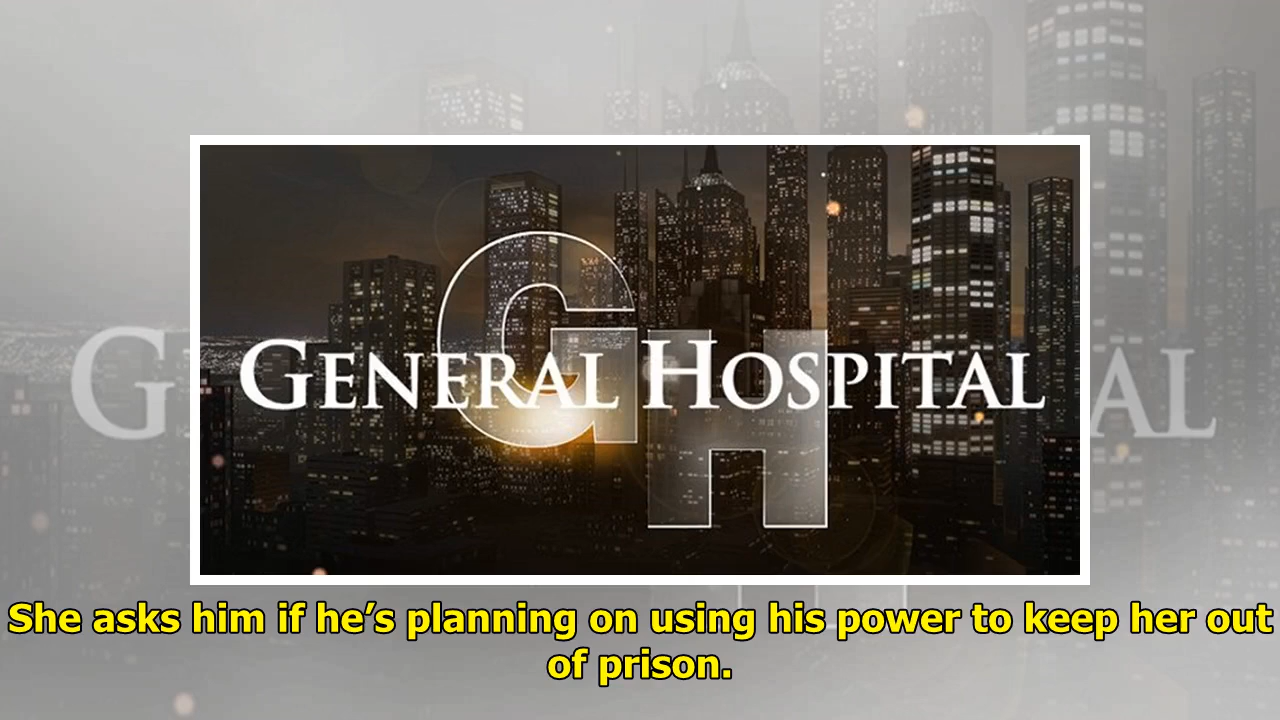 GH
GENERAL HOSPITAL
G AL
She asks him if he’s planning on using his power to keep her out
of prison.